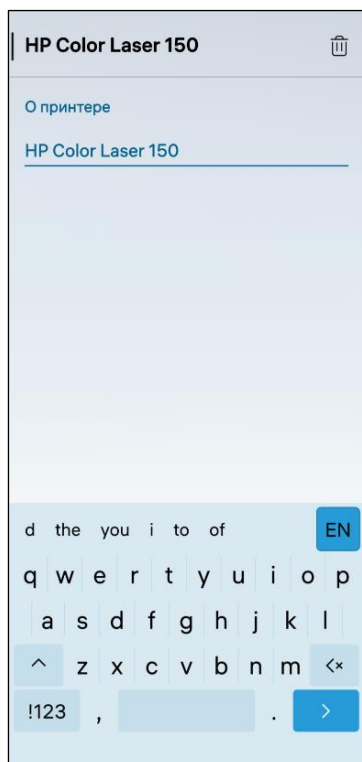 HP Color Laser 150
О принтере
HP Color Laser 150
d the you i to of EN
q w e r t y u i o p
a s d f g h j k l
z x c v b n m
!123 , .